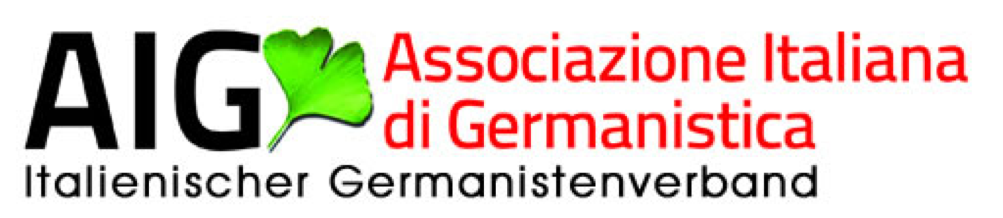 AIG
Associazione Italiana
di Germanistica
Italienischer Germanistenverband